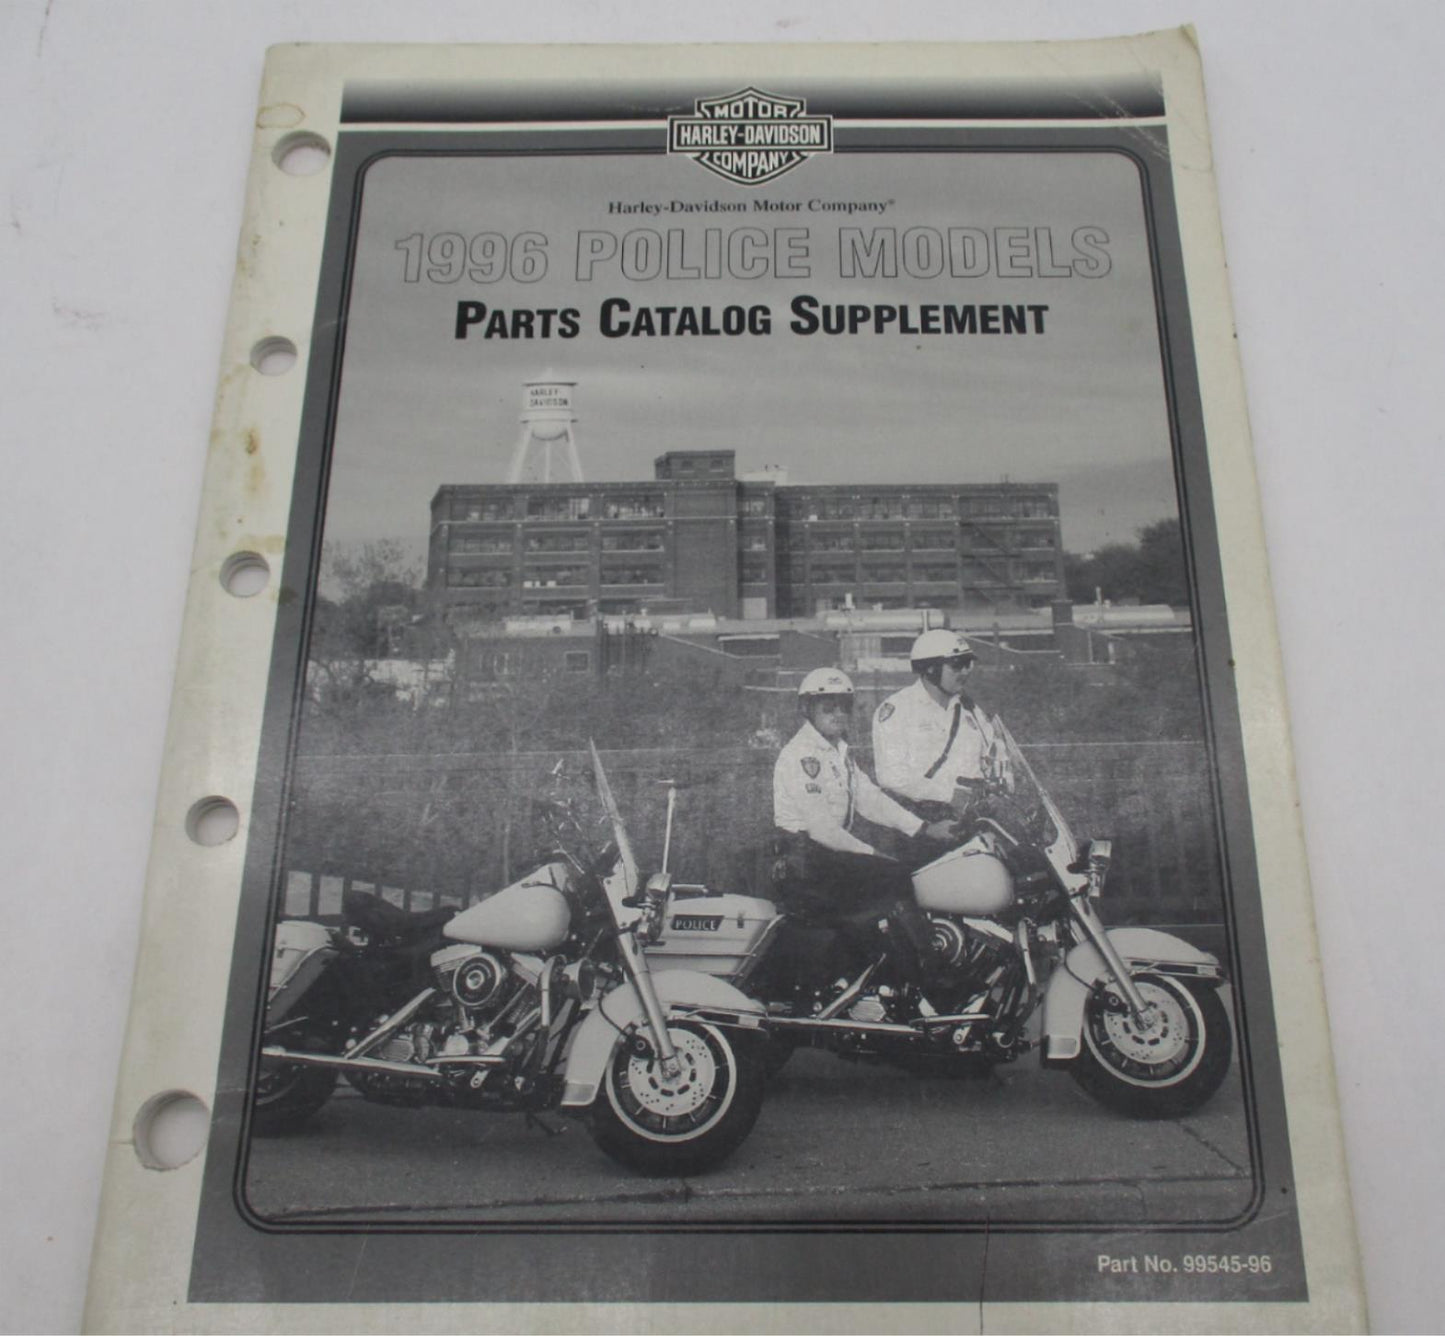 MOTOR
HARLEY-DAVIDSON
COMPANY
Harley-Davidson Motor Company®
1996 POLICE MODELS
PARTS CATALOG SUPPLEMENT
HARLEY-
DAVIDSON
POLICE
Part No. 99545-96